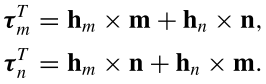 τ_m^T = h_m × m + h_n × n,
τ_n^T = h_m × n + h_n × m.